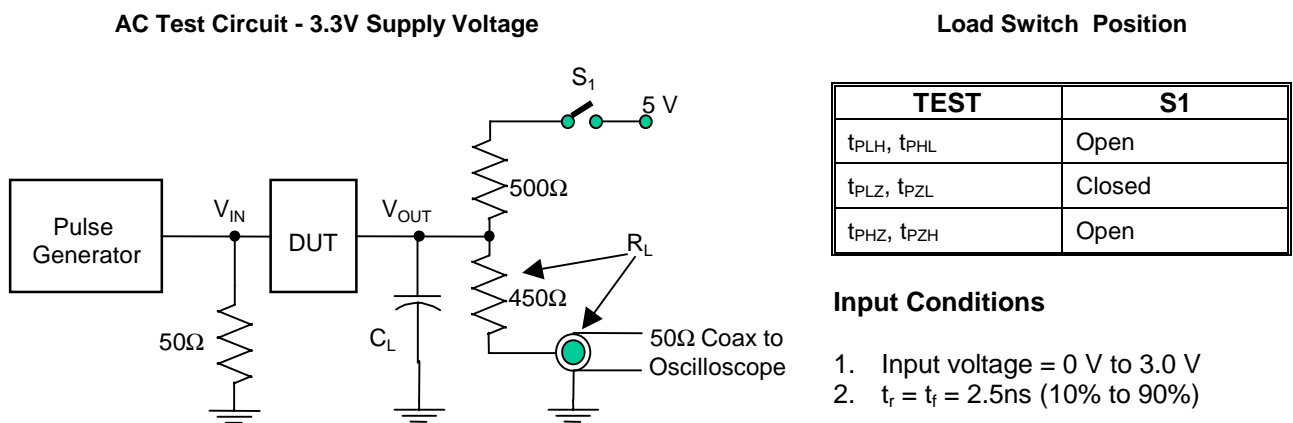 AC Test Circuit - 3.3V Supply Voltage
S1
5 V
500Ω
Pulse
Generator
VIN
DUT
VOUT
RL
450Ω
50Ω
CL
50Ω Coax to
Oscilloscope
Load Switch Position
TEST S1
tPLH, tPHL Open
tPLZ, tPZL Closed
tPHZ, tPZH Open
Input Conditions
1. Input voltage = 0 V to 3.0 V
2. tr = tf = 2.5ns (10% to 90%)